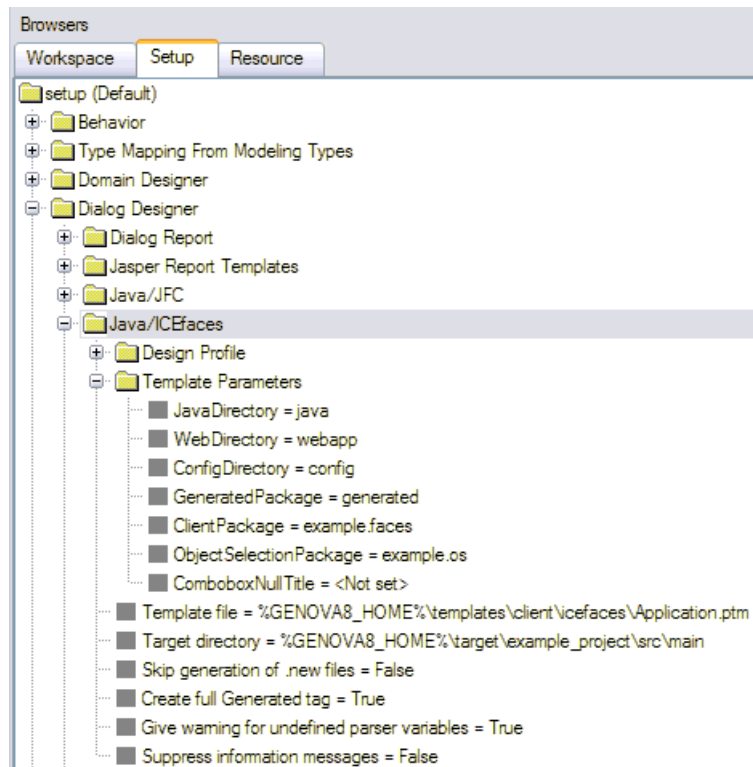 Browsers
Workspace Setup Resource
setup (Default)
Behavior
Type Mapping From Modeling Types
Domain Designer
Dialog Designer
Dialog Report
Jasper Report Templates
Java/JFC
Java/ICEfaces
Design Profile
Template Parameters
JavaDirectory = java
WebDirectory = webapp
ConfigDirectory = config
GeneratedPackage = generated
ClientPackage = example.faces
ObjectSelectionPackage = example.os
ComboboxNullTitle = <Not set>
Template file = %GENOVA8_HOME%\templates\client\icefaces\Application.ptm
Target directory = %GENOVA8_HOME%\target\example_project\src\main
Skip generation of .new files = False
Create full Generated tag = True
Give warning for undefined parser variables = True
Suppress information messages = False